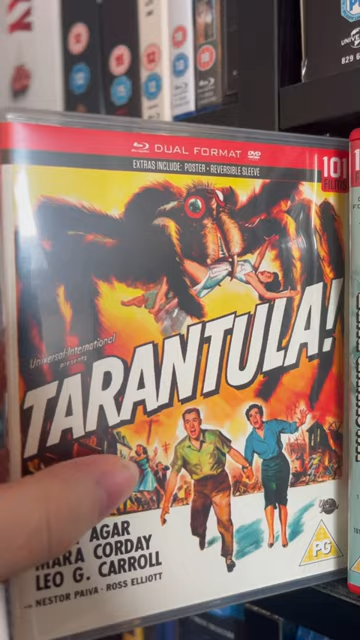 DUAL FORMAT
EXTRAS INCLUDE: POSTER • REVERSIBLE SLEEVE
101
FILMS
Universal-International
presents
TARANTULA!
AGAR
MARA CORDAY
LEO G. CARROLL
NESTOR PAIVA • ROSS ELLIOTT
PG